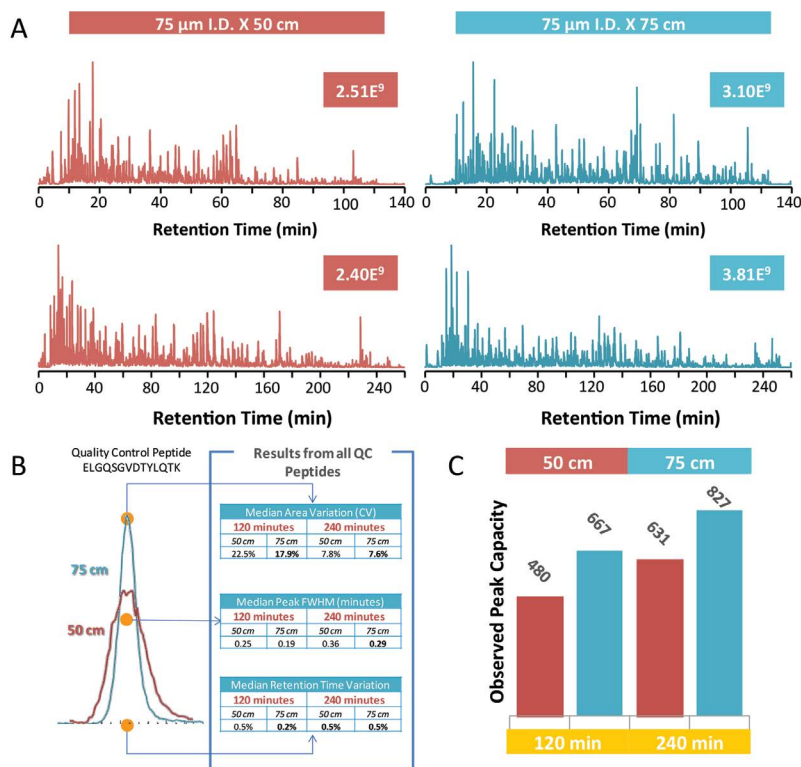 A
75 µm I.D. X 50 cm
75 µm I.D. X 75 cm
2.51E⁹
3.10E⁹
0 20 40 60 80 100 120 140
0 20 40 60 80 100 120 140
Retention Time (min)
Retention Time (min)
2.40E⁹
3.81E⁹
0 40 80 120 160 200 240
0 40 80 120 160 200 240
Retention Time (min)
Retention Time (min)
B
Quality Control Peptide
ELGQSGVDTYLQTK
75 cm
50 cm
Results from all QC
Peptides
Median Area Variation (CV)
120 minutes 240 minutes
50 cm 75 cm 50 cm 75 cm
22.5% 17.9% 7.8% 7.6%
Median Peak FWHM (minutes)
120 minutes 240 minutes
50 cm 75 cm 50 cm 75 cm
0.25 0.19 0.36 0.29
Median Retention Time Variation
120 minutes 240 minutes
50 cm 75 cm 50 cm 75 cm
0.5% 0.2% 0.5% 0.5%
C
50 cm 75 cm
Observed Peak Capacity
480
667
631
827
120 min 240 min